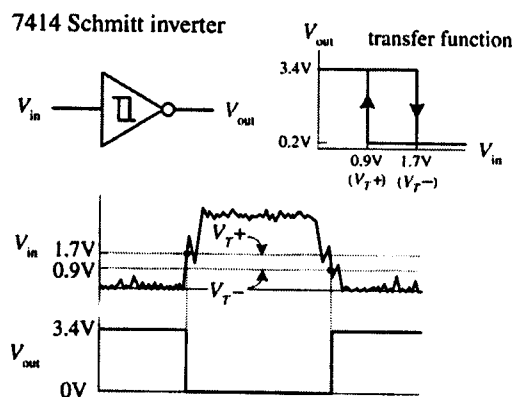 7414 Schmitt inverter
V_in
V_out
V_out
transfer function
3.4V
0.2V
0.9V
1.7V
V_in
(V_T+)
(V_T−)
V_in
1.7V
0.9V
V_T+
V_T−
3.4V
V_out
0V